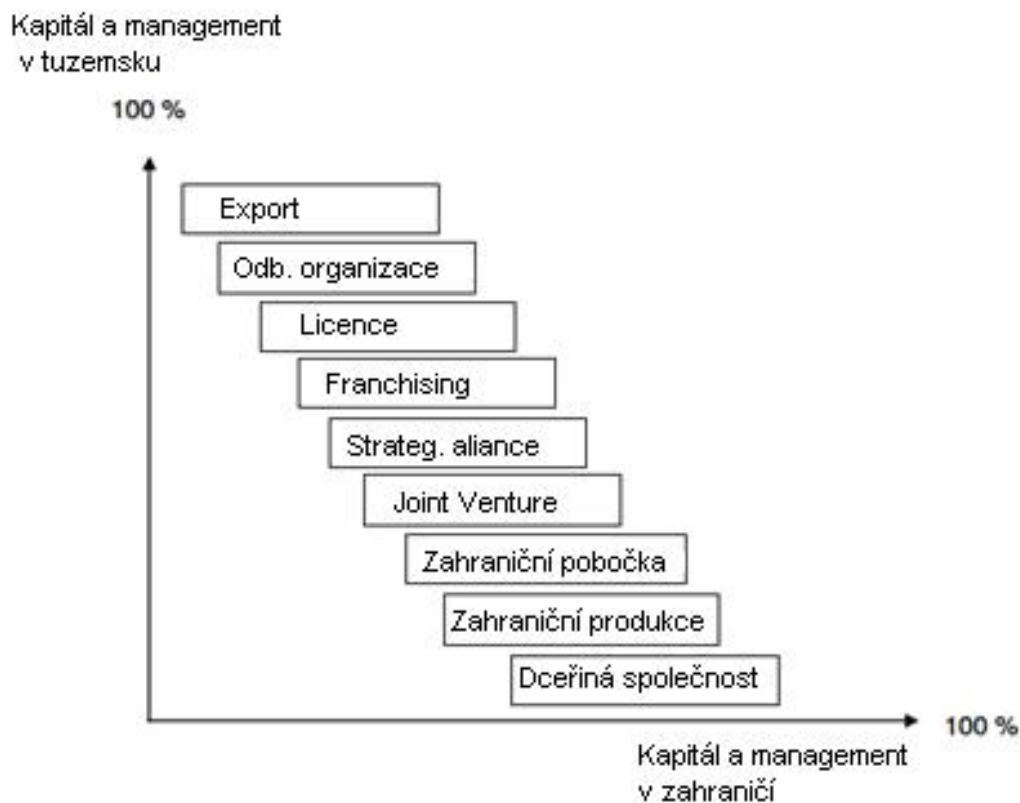 Kapitál a management
v tuzemsku
100 %
Export
Odb. organizace
Licence
Franchising
Strateg. aliance
Joint Venture
Zahraniční pobočka
Zahraniční produkce
Dceřiná společnost
100 %
Kapitál a management
v zahraničí